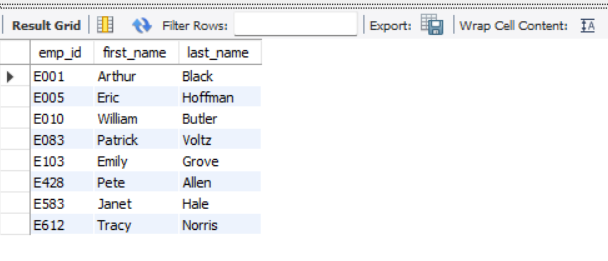 Result Grid Filter Rows: Export: Wrap Cell Content: IA
emp_id first_name last_name
E001 Arthur Black
E005 Eric Hoffman
E010 William Butler
E083 Patrick Voltz
E103 Emily Grove
E428 Pete Allen
E583 Janet Hale
E612 Tracy Norris